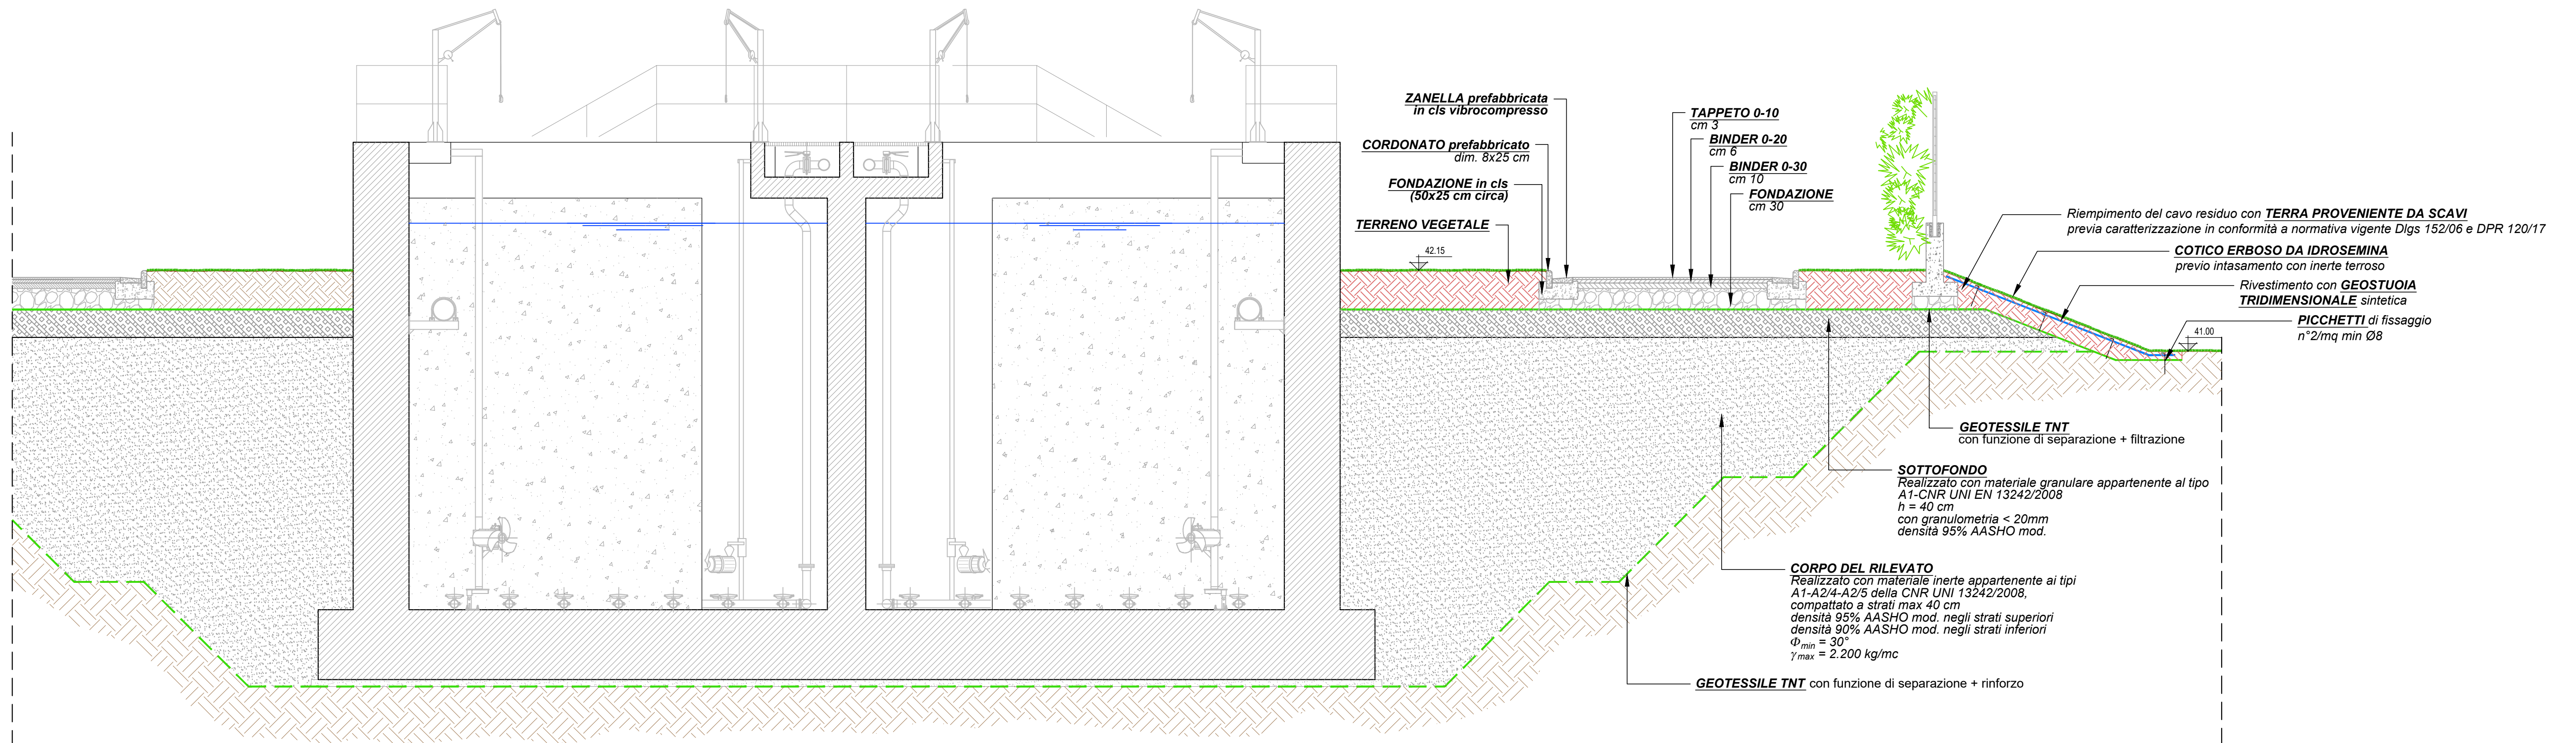 ZANELLA prefabbricata
in cls vibrocompresso
CORDONATO prefabbricato
dim. 8x25 cm
FONDAZIONE in cls
(50x25 cm circa)
TERRENO VEGETALE
42.15
TAPPETO 0-10
cm 3
BINDER 0-20
cm 6
BINDER 0-30
cm 10
FONDAZIONE
cm 30
Riempimento del cavo residuo con TERRA PROVENIENTE DA SCAVI
previa caratterizzazione in conformità a normativa vigente Dlgs 152/06 e DPR 120/17
COTICO ERBOSO DA IDROSEMINA
previo intasamento con inerte terroso
Rivestimento con GEOSTUOIA
TRIDIMENSIONALE sintetica
PICCHETTI di fissaggio
n°2/mq min Ø8
41.00
GEOTESSILE TNT
con funzione di separazione + filtrazione
SOTTOFONDO
Realizzato con materiale granulare appartenente al tipo
A1-CNR UNI EN 13242/2008
h = 40 cm
con granulometria < 20mm
densità 95% AASHO mod.
CORPO DEL RILEVATO
Realizzato con materiale inerte appartenente ai tipi
A1-A2/4-A2/5 della CNR UNI 13242/2008,
compattato a strati max 40 cm
densità 95% AASHO mod. negli strati superiori
densità 90% AASHO mod. negli strati inferiori
Φmin = 30°
γmax = 2.200 kg/mc
GEOTESSILE TNT con funzione di separazione + rinforzo